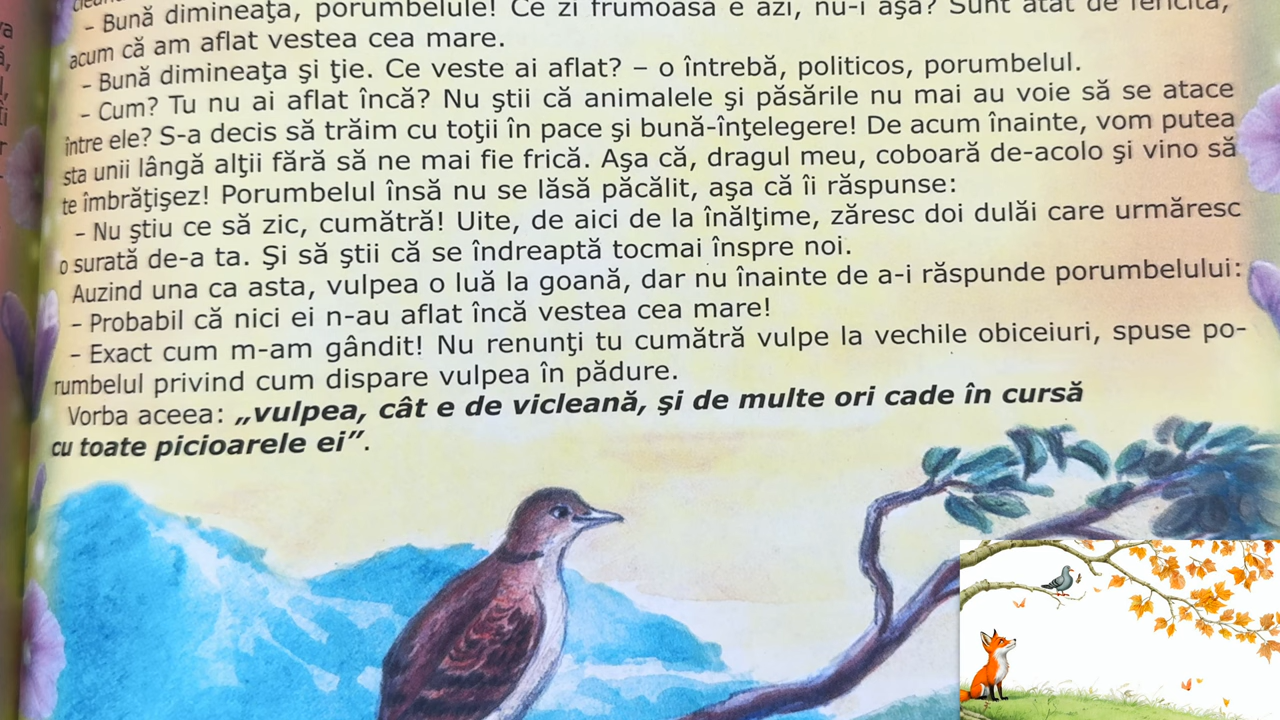 – Bună dimineaţa, porumbelule! Ce zi frumoasă e azi, nu-i aşa? Sunt atât de fericită,
acum că am aflat vestea cea mare.
– Bună dimineaţa şi ţie. Ce veste ai aflat? – o întrebă, politicos, porumbelul.
– Cum? Tu nu ai aflat încă? Nu ştii că animalele şi păsările nu mai au voie să se atace
între ele? S-a decis să trăim cu toţii în pace şi bună-înţelegere! De acum înainte, vom putea
sta unii lângă alţii fără să ne mai fie frică. Aşa că, dragul meu, coboară de-acolo şi vino să
te îmbrăţişez! Porumbelul însă nu se lăsă păcălit, aşa că îi răspunse:
– Nu ştiu ce să zic, cumătră! Uite, de aici de la înălţime, zăresc doi dulăi care urmăresc
o surată de-a ta. Şi să ştii că se îndreaptă tocmai înspre noi.
Auzind una ca asta, vulpea o luă la goană, dar nu înainte de a-i răspunde porumbelului:
– Probabil că nici ei n-au aflat încă vestea cea mare!
– Exact cum m-am gândit! Nu renunţi tu cumătră vulpe la vechile obiceiuri, spuse po-
rumbelul privind cum dispare vulpea în pădure.
Vorba aceea: „vulpea, cât e de vicleană, şi de multe ori cade în cursă
cu toate picioarele ei”.